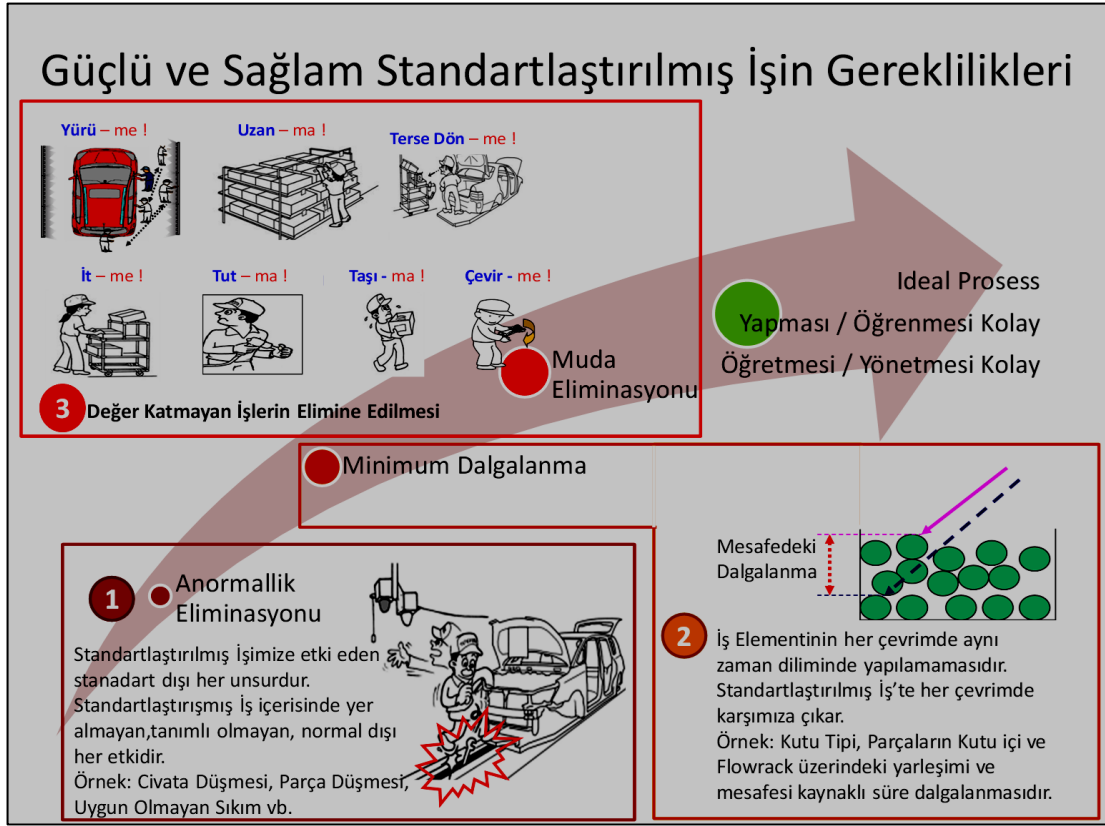 Güçlü ve Sağlam Standartlaştırılmış İşin Gereklilikleri
Yürü – me !
Uzan – ma !
Terse Dön – me !
İt – me !
Tut – ma !
Taşı - ma !
Çevir - me !
Muda
Eliminasyonu
3 Değer Katmayan İşlerin Elimine Edilmesi
Ideal Prosess
Yapması / Öğrenmesi Kolay
Öğretmesi / Yönetmesi Kolay
Minimum Dalgalanma
1
Anormallik
Eliminasyonu
Standartlaştırılmış İşimize etki eden
stanadart dışı her unsurdur.
Standartlaştırışmış İş içerisinde yer
almayan,tanımlı olmayan, normal dışı
her etkidir.
Örnek: Civata Düşmesi, Parça Düşmesi,
Uygun Olmayan Sıkım vb.
Mesafedeki
Dalgalanma
2
İş Elementinin her çevrimde aynı
zaman diliminde yapılamamasıdır.
Standartlaştırılmış İş’te her çevrimde
karşımıza çıkar.
Örnek: Kutu Tipi, Parçaların Kutu içi ve
Flowrack üzerindeki yarleşimi ve
mesafesi kaynaklı süre dalgalanmasıdır.